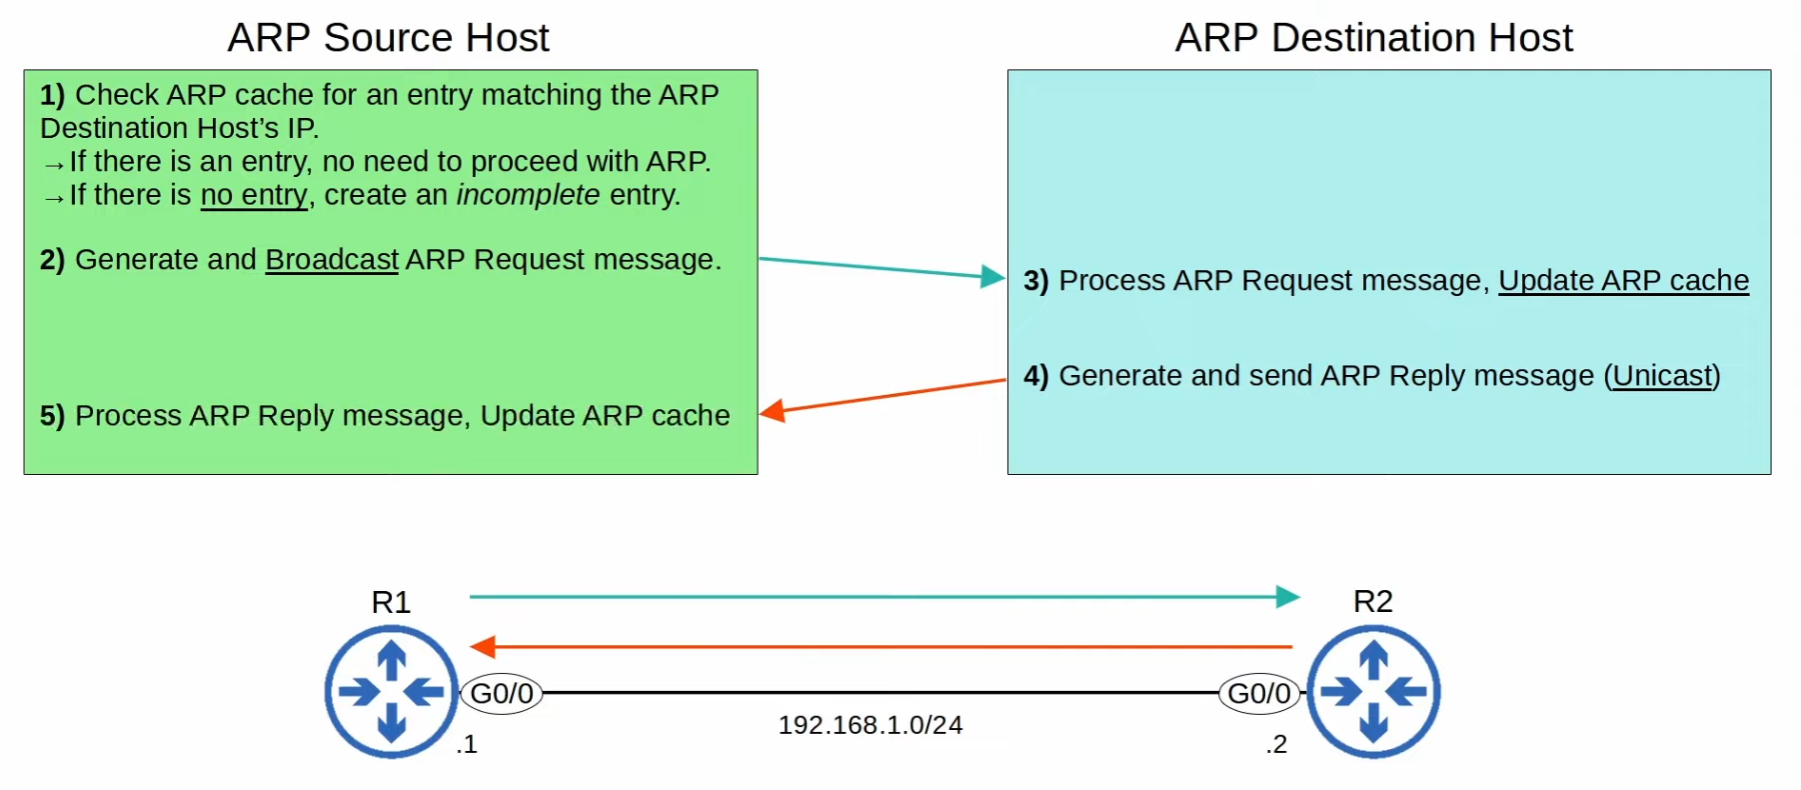 ARP Source Host
1) Check ARP cache for an entry matching the ARP
Destination Host’s IP.
→If there is an entry, no need to proceed with ARP.
→If there is no entry, create an incomplete entry.
2) Generate and Broadcast ARP Request message.
5) Process ARP Reply message, Update ARP cache
ARP Destination Host
3) Process ARP Request message, Update ARP cache
4) Generate and send ARP Reply message (Unicast)
R1
R2
G0/0
G0/0
192.168.1.0/24
.1
.2